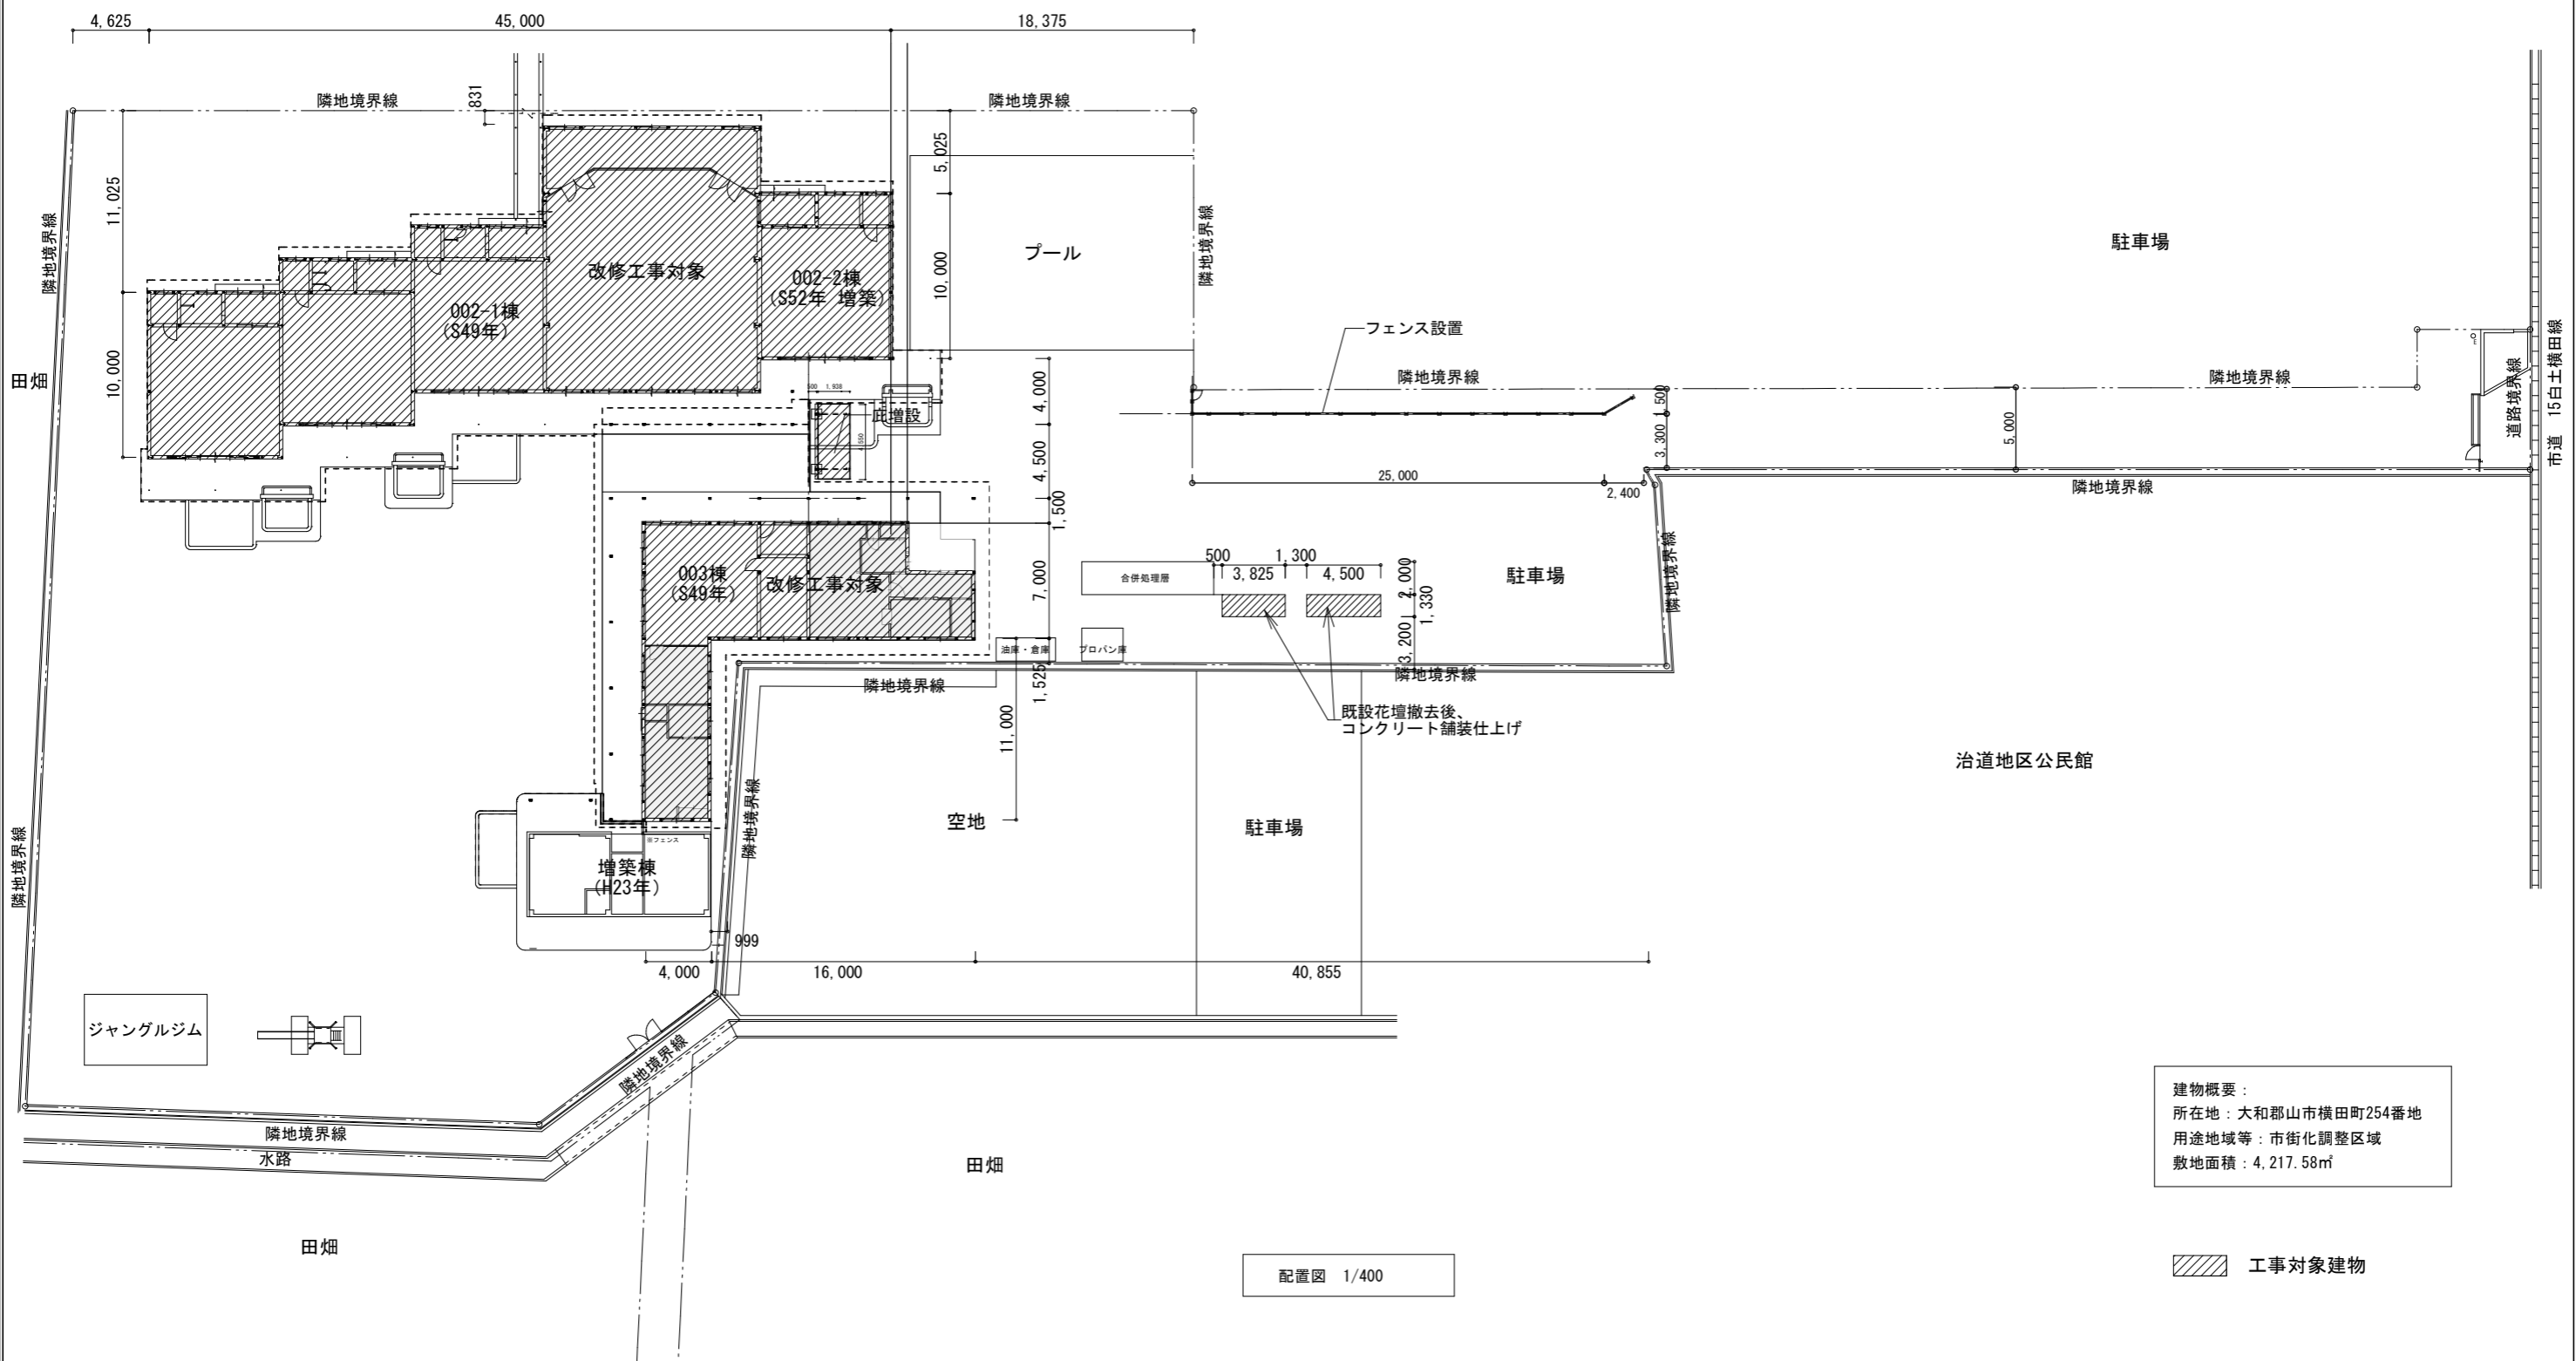 4,625
45,000
18,375
隣地境界線
831
隣地境界線
隣地境界線
11,025
10,000
田畑
隣地境界線
改修工事対象
002-1棟
(S49年)
002-2棟
(S52年 増築)
5,025
10,000
プール
隣地境界線
駐車場
フェンス設置
隣地境界線
隣地境界線
道路境界線
市道 15白土横田線
500 1,938
庇増設
4,000
4,500
1,500
7,000
1,525
11,000
1,500
3,300
5,000
25,000
2,400
隣地境界線
隣地境界線
003棟
(S49年)
改修工事対象
合併処理層
500
1,300
3,825
4,500
2,000
1,330
3,200
駐車場
油庫・倉庫
プロパン庫
隣地境界線
隣地境界線
既設花壇撤去後、
コンクリート舗装仕上げ
隣地境界線
空地
駐車場
治道地区公民館
※フェンス
増築棟
(H23年)
999
4,000
16,000
40,855
ジャングルジム
隣地境界線
隣地境界線
水路
田畑
田畑
建物概要：
所在地：大和郡山市横田町254番地
用途地域等：市街化調整区域
敷地面積：4,217.58㎡
配置図 1/400
工事対象建物